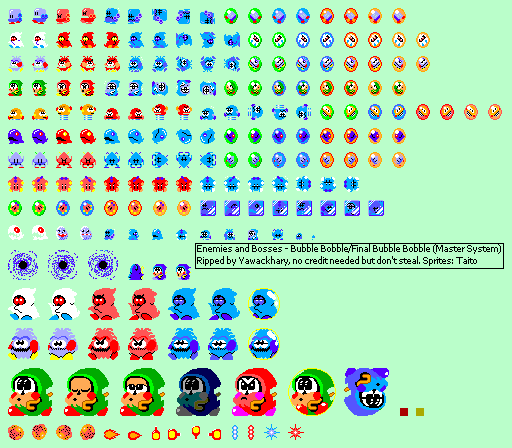 Enemies and Bosses - Bubble Bobble/Final Bubble Bobble (Master System)
Ripped by Yawackhary, no credit needed but don't steal. Sprites: Taito